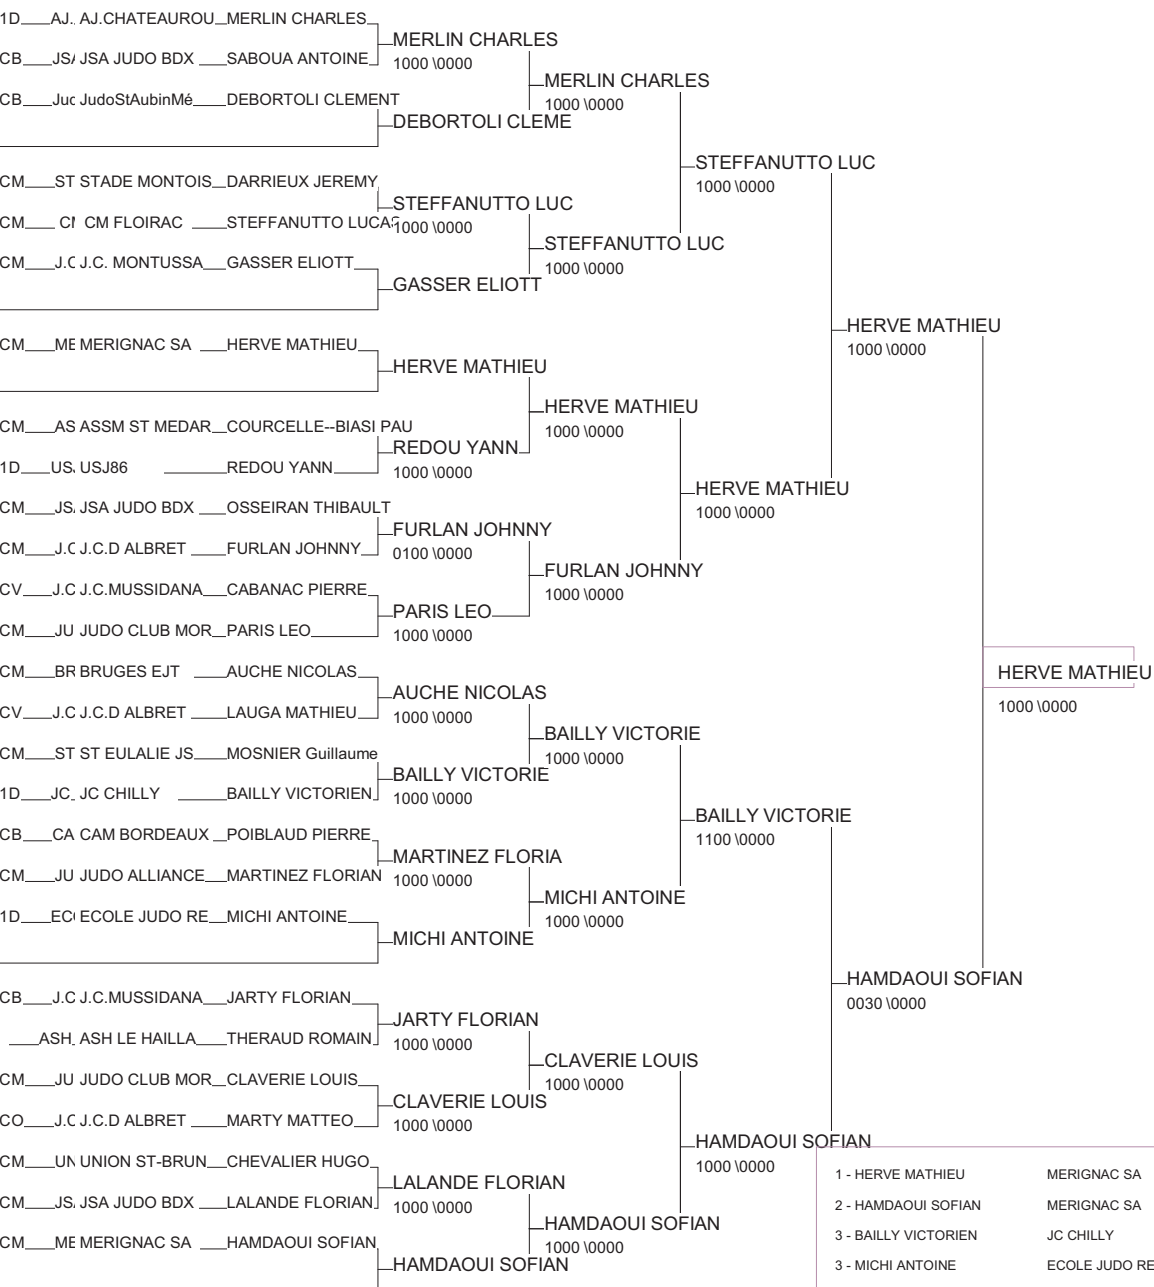 1D AJ. AJ.CHATEAUROU MERLIN CHARLES
MERLIN CHARLES
CB JS JSA JUDO BDX SABOUA ANTOINE
1000 \0000
MERLIN CHARLES
CB Juc JudoStAubinMé DEBORTOLI CLEMENT
1000 \0000
DEBORTOLI CLEME
STEFFANUTTO LUC
1000 \0000
CM ST STADE MONTOIS DARRIEUX JEREMY
STEFFANUTTO LUC
CM CM FLOIRAC STEFFANUTTO LUCAS
1000 \0000
STEFFANUTTO LUC
CM J.C J.C. MONTUSSA GASSER ELIOTT
1000 \0000
GASSER ELIOTT
HERVE MATHIEU
1000 \0000
CM ME MERIGNAC SA HERVE MATHIEU
HERVE MATHIEU
HERVE MATHIEU
1000 \0000
CM AS ASSM ST MEDAR COURCELLE--BIASI PAU
REDOU YANN
1D US. USJ86 REDOU YANN
1000 \0000
HERVE MATHIEU
1000 \0000
CM JS. JSA JUDO BDX OSSEIRAN THIBAULT
FURLAN JOHNNY
CM J.C J.C.D ALBRET FURLAN JOHNNY
0100 \0000
FURLAN JOHNNY
1000 \0000
CV J.C J.C.MUSSIDANA CABANAC PIERRE
PARIS LEO
CM JU JUDO CLUB MOR PARIS LEO
1000 \0000
CM BR BRUGES EJT AUCHE NICOLAS
HERVE MATHIEU
1000 \0000
AUCHE NICOLAS
CV J.C J.C.D ALBRET LAUGA MATHIEU
1000 \0000
BAILLY VICTORIE
CM ST ST EULALIE JS MOSNIER Guillaume
1000 \0000
BAILLY VICTORIE
1D JC_ JC CHILLY BAILLY VICTORIEN
1000 \0000
BAILLY VICTORIE
1100 \0000
CB CA CAM BORDEAUX POIBLAUD PIERRE
MARTINEZ FLORIA
CM JU JUDO ALLIANCE MARTINEZ FLORIAN
1000 \0000
MICHI ANTOINE
1D EC ECOLE JUDO RE MICHI ANTOINE
1000 \0000
MICHI ANTOINE
HAMDAOUI SOFIAN
0030 \0000
CB J.C J.C.MUSSIDANA JARTY FLORIAN
JARTY FLORIAN
ASH_ ASH LE HAILLA THERAUD ROMAIN
1000 \0000
CLAVERIE LOUIS
CM JU JUDO CLUB MOR CLAVERIE LOUIS
1000 \0000
CLAVERIE LOUIS
CO J.C J.C.D ALBRET MARTY MATTEO
1000 \0000
HAMDAOUI SOFIAN
CM UN UNION ST-BRUN CHEVALIER HUGO
1000 \0000
1 - HERVE MATHIEU MERIGNAC SA
LALANDE FLORIAN
CM JS. JSA JUDO BDX LALANDE FLORIAN
1000 \0000
2 - HAMDAOUI SOFIAN MERIGNAC SA
HAMDAOUI SOFIAN
3 - BAILLY VICTORIEN JC CHILLY
CM ME MERIGNAC SA HAMDAOUI SOFIAN
1000 \0000
HAMDAOUI SOFIAN
3 - MICHI ANTOINE ECOLE JUDO RE